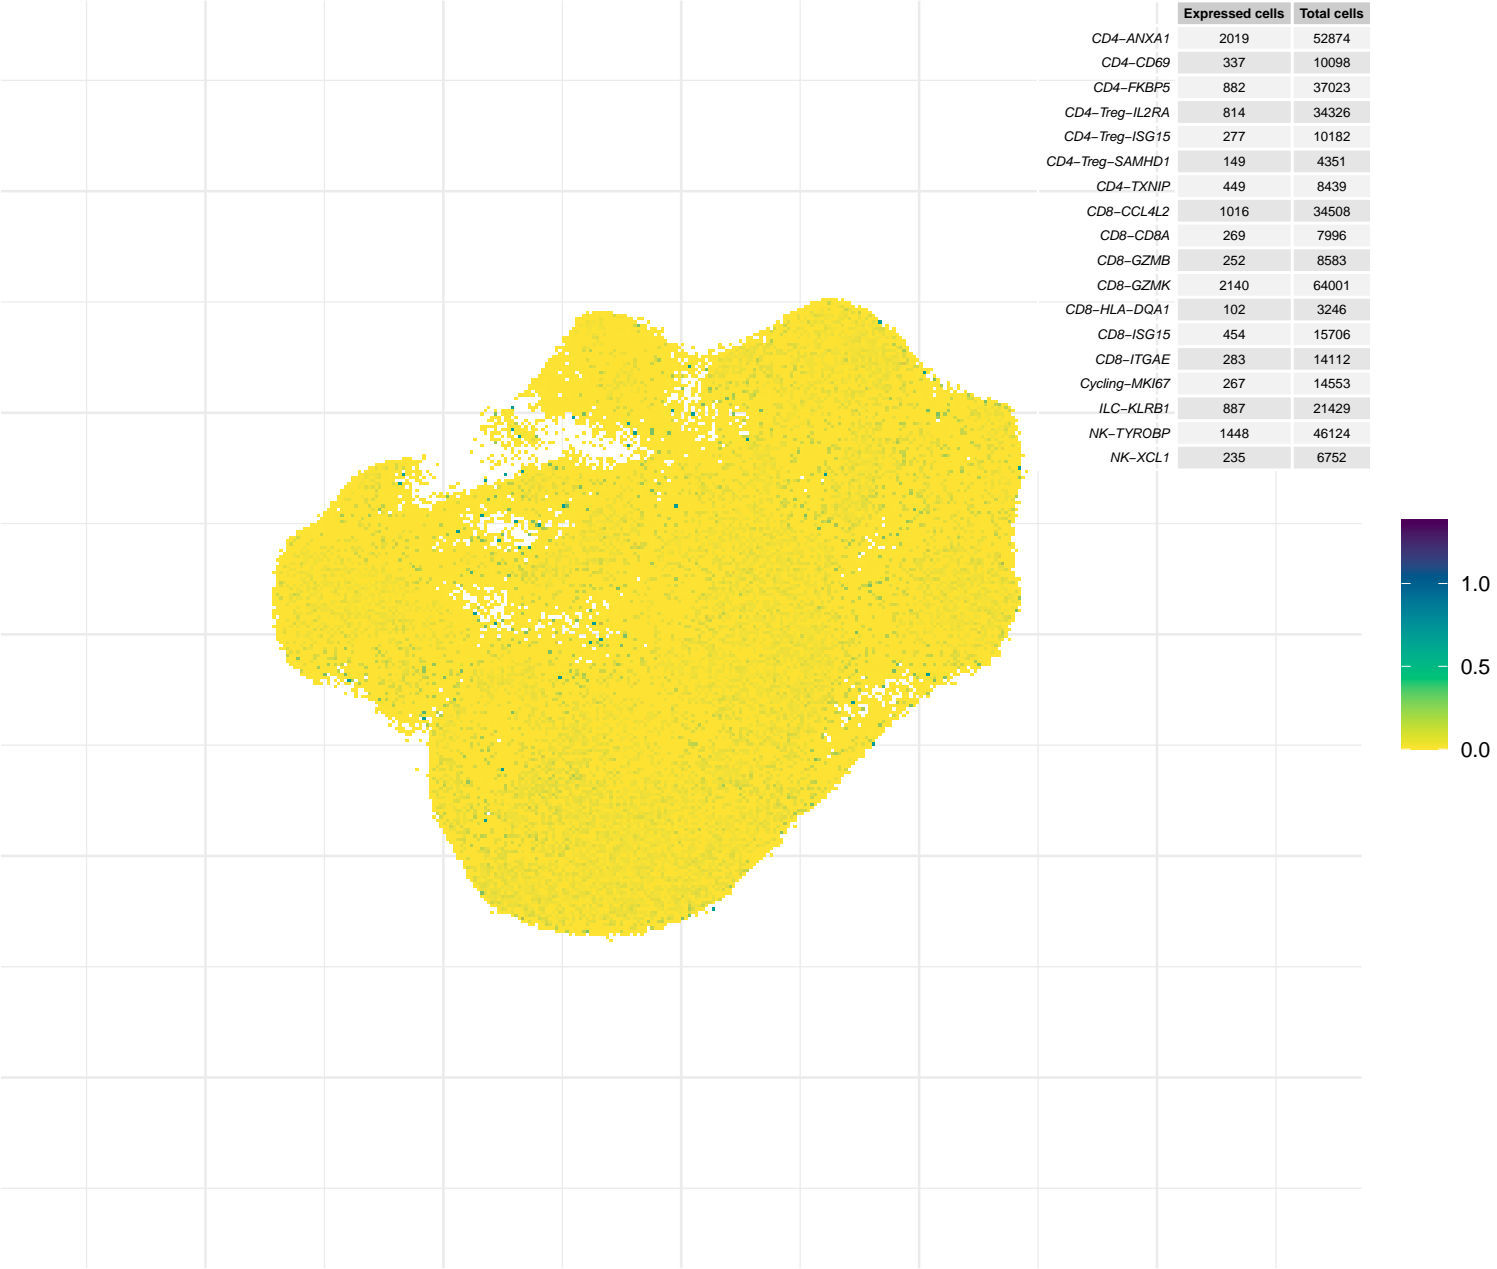 Expressed cells Total cells
CD4−ANXA1 2019 52874
CD4−CD69 337 10098
CD4−FKBP5 882 37023
CD4−Treg−IL2RA 814 34326
CD4−Treg−ISG15 277 10182
CD4−Treg−SAMHD1 149 4351
CD4−TXNIP 449 8439
CD8−CCL4L2 1016 34508
CD8−CD8A 269 7996
CD8−GZMB 252 8583
CD8−GZMK 2140 64001
CD8−HLA−DQA1 102 3246
CD8−ISG15 454 15706
CD8−ITGAE 283 14112
Cycling−MKI67 267 14553
ILC−KLRB1 887 21429
NK−TYROBP 1448 46124
NK−XCL1 235 6752
1.0
0.5
0.0